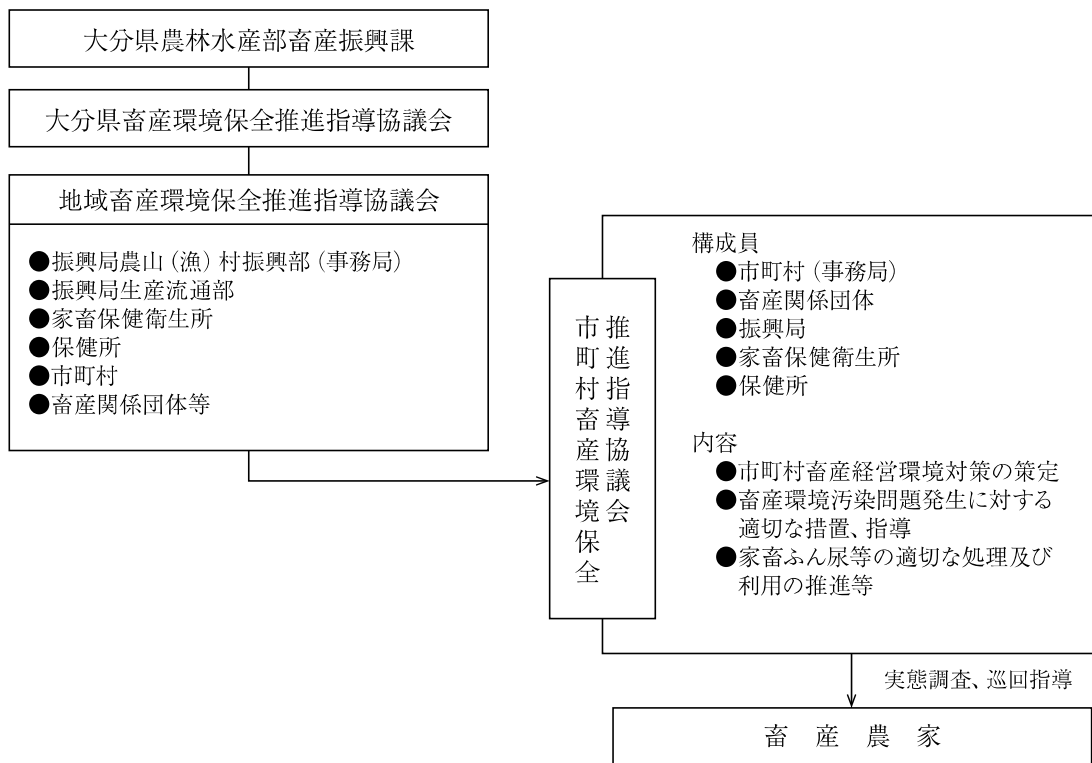 大分県農林水産部畜産振興課
大分県畜産環境保全推進指導協議会
地域畜産環境保全推進指導協議会
●振興局農山（漁）村振興部（事務局）
●振興局生産流通部
●家畜保健衛生所
●保健所
●市町村
●畜産関係団体等
市町村畜産環境保全
推進指導協議会
構成員
●市町村（事務局）
●畜産関係団体
●振興局
●家畜保健衛生所
●保健所
内容
●市町村畜産経営環境対策の策定
●畜産環境汚染問題発生に対する
適切な措置、指導
●家畜ふん尿等の適切な処理及び
利用の推進等
実態調査、巡回指導
畜　産　農　家